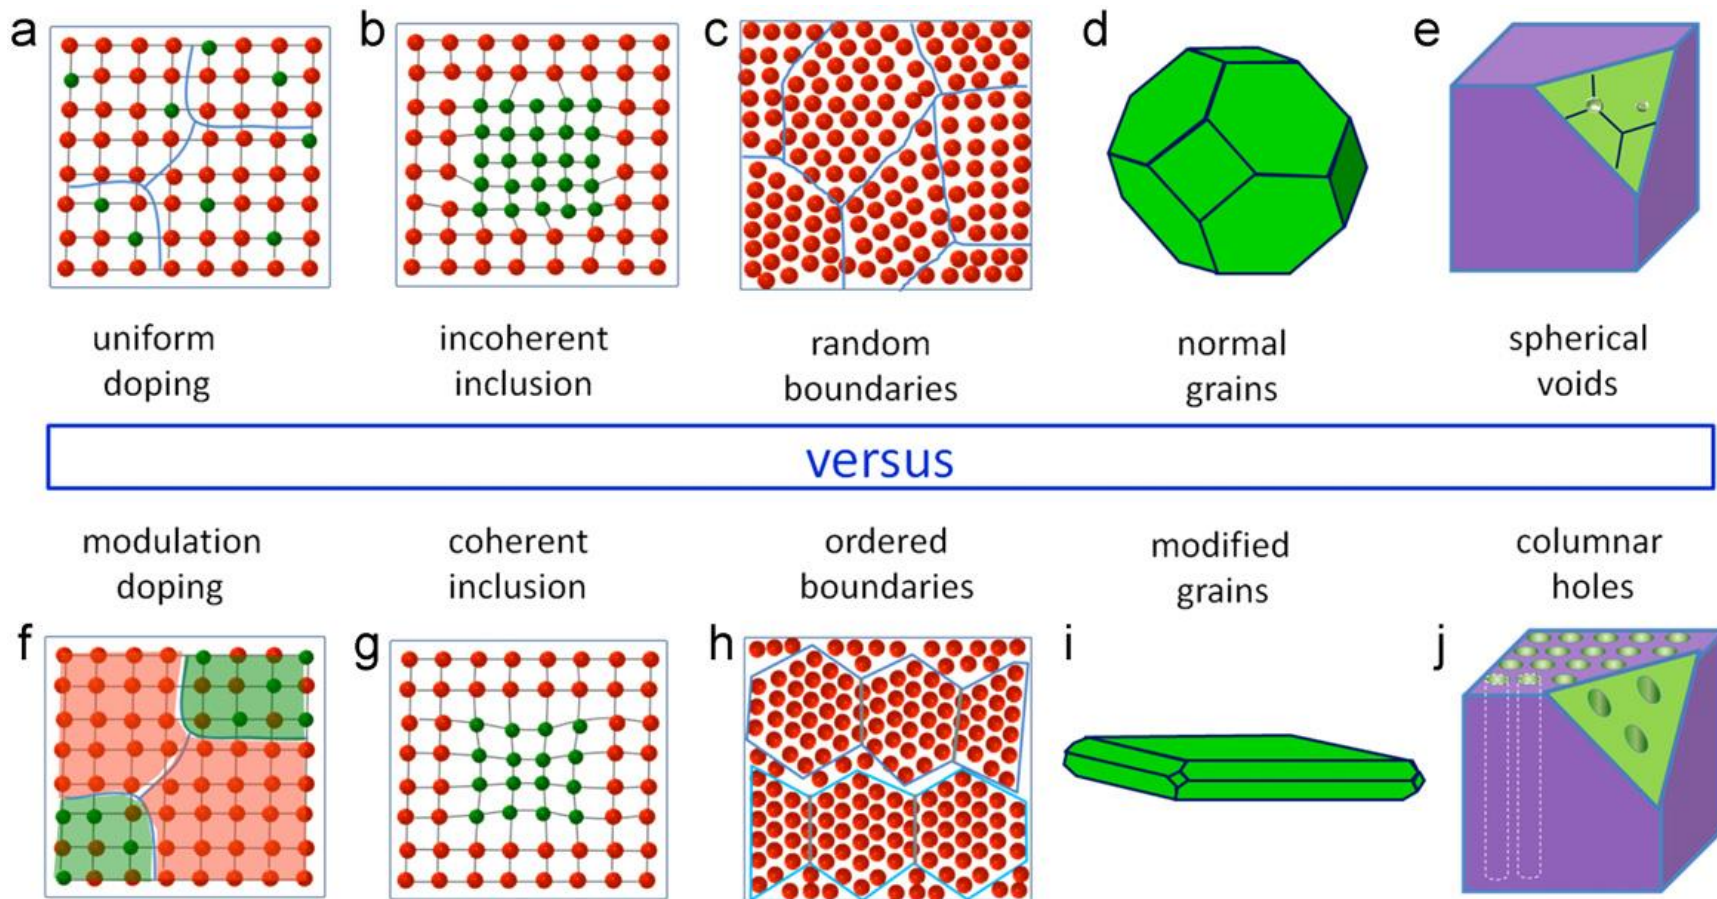 a
b
c
d
e
uniform
doping
incoherent
inclusion
random
boundaries
normal
grains
spherical
voids
versus
modulation
doping
coherent
inclusion
ordered
boundaries
modified
grains
columnar
holes
f
g
h
i
j